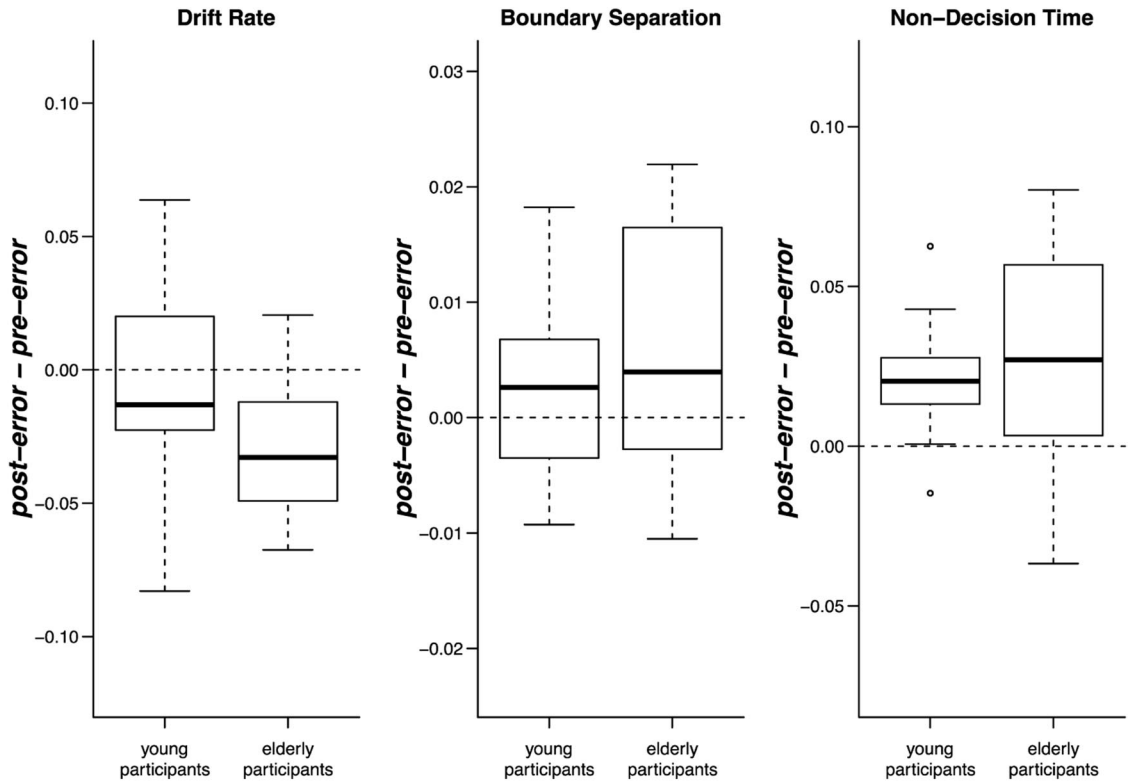 Drift Rate
post−error − pre−error
0.10
0.05
0.00
−0.05
−0.10
young
participants
elderly
participants
Boundary Separation
post−error − pre−error
0.03
0.02
0.01
0.00
−0.01
−0.02
young
participants
elderly
participants
Non−Decision Time
post−error − pre−error
0.10
0.05
0.00
−0.05
young
participants
elderly
participants